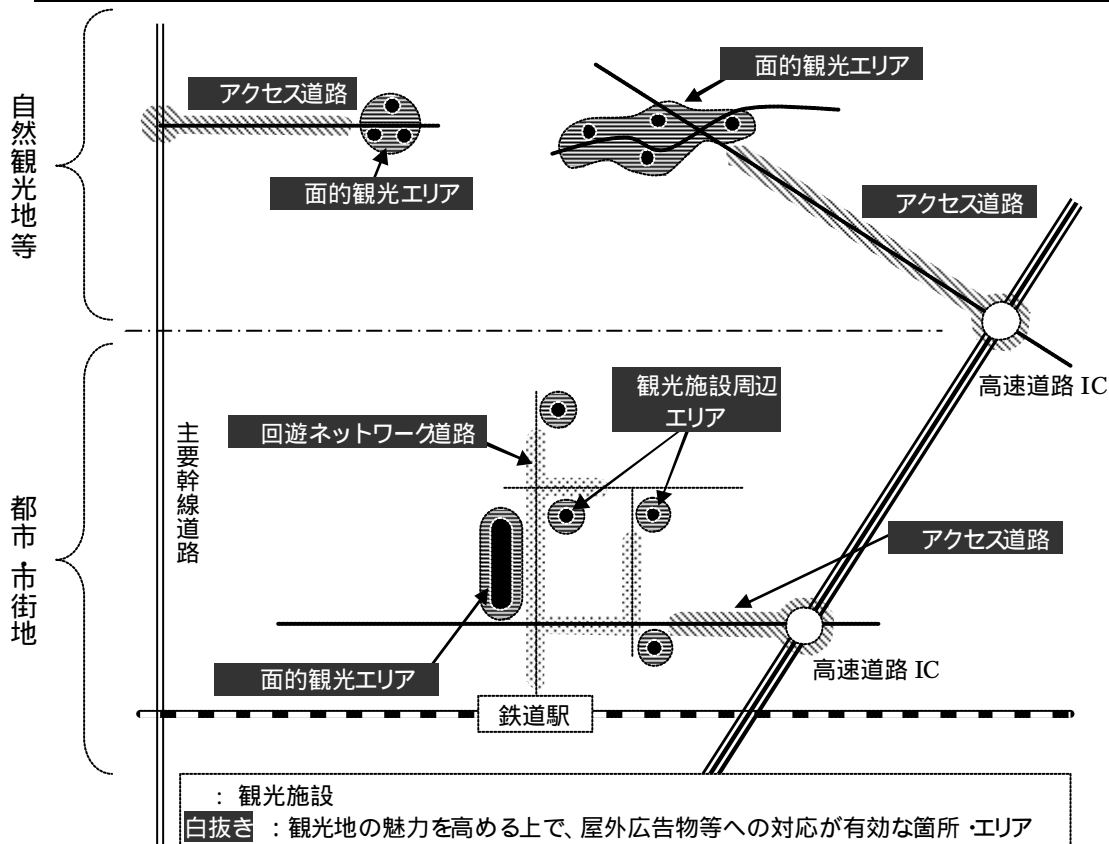 自然観光地等
アクセス道路
面的観光エリア
面的観光エリア
アクセス道路
高速道路 IC
都市・市街地
主要幹線道路
回遊ネットワーク道路
観光施設周辺
エリア
アクセス道路
面的観光エリア
高速道路 IC
鉄道駅
：観光施設
白抜き ：観光地の魅力を高める上で、屋外広告物等への対応が有効な箇所・エリア